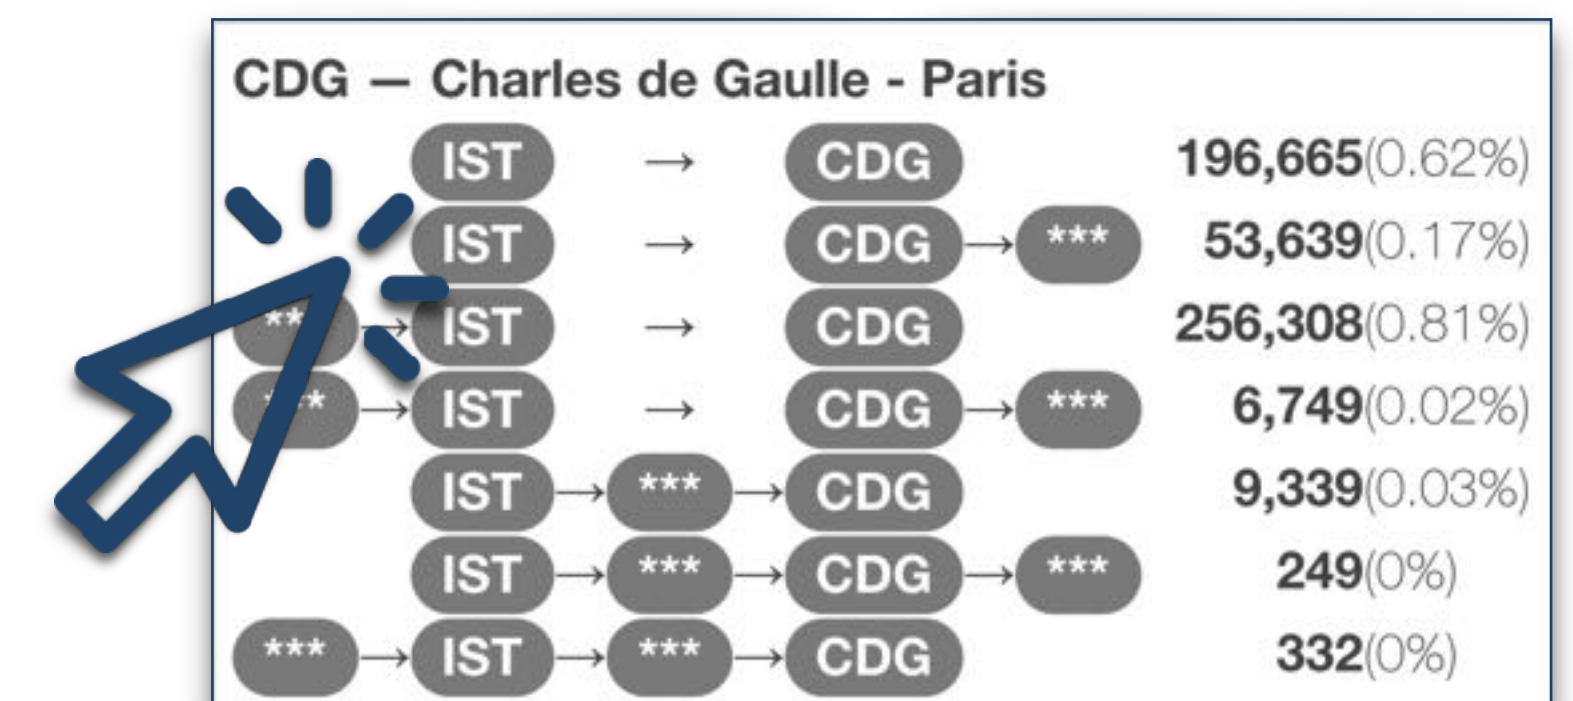 CDG — Charles de Gaulle - Paris
IST → CDG 196,665(0.62%)
IST → CDG → *** 53,639(0.17%)
*** → IST → CDG 256,308(0.81%)
*** → IST → CDG → *** 6,749(0.02%)
IST → *** → CDG 9,339(0.03%)
IST → *** → CDG → *** 249(0%)
*** → IST → *** → CDG 332(0%)